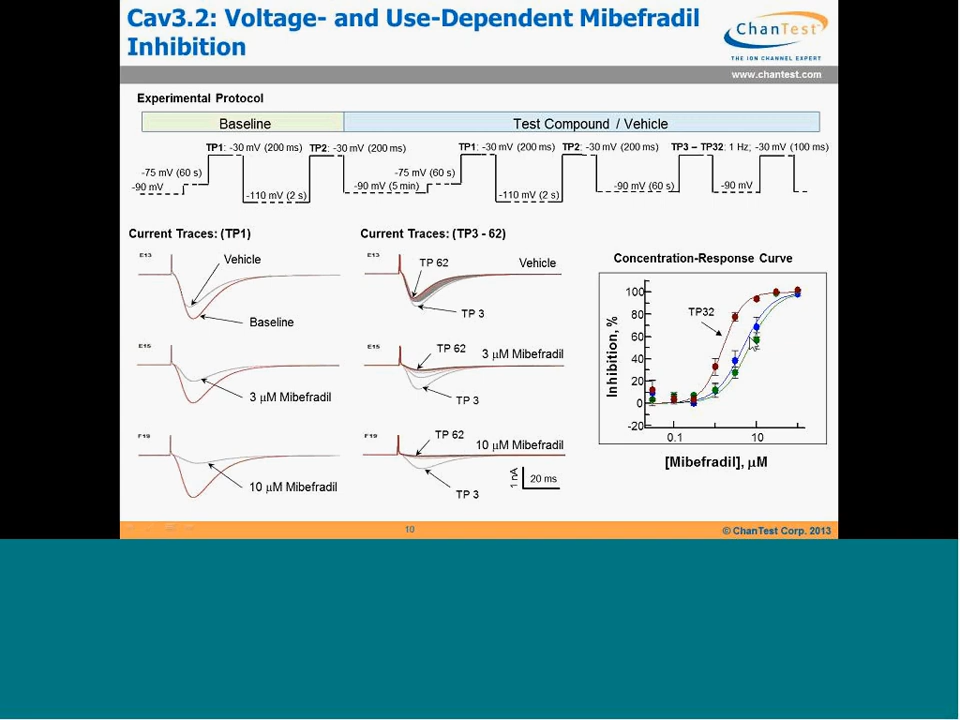 Cav3.2: Voltage- and Use-Dependent Mibefradil
Inhibition
ChanTest
THE ION CHANNEL EXPERT
www.chantest.com
Experimental Protocol
Baseline
Test Compound / Vehicle
TP1: -30 mV (200 ms)
TP2: -30 mV (200 ms)
TP1: -30 mV (200 ms)
TP2: -30 mV (200 ms)
TP3 – TP32: 1 Hz; -30 mV (100 ms)
-75 mV (60 s)
-75 mV (60 s)
-90 mV
-90 mV (5 min)
-90 mV (60 s)
-90 mV
-110 mV (2 s)
-110 mV (2 s)
Current Traces: (TP1)
E13
Vehicle
Baseline
E15
3 μM Mibefradil
F19
10 μM Mibefradil
Current Traces: (TP3 - 62)
E13
TP 62
Vehicle
TP 3
E15
TP 62
3 μM Mibefradil
TP 3
F19
TP 62
10 μM Mibefradil
TP 3
1 nA
20 ms
Concentration-Response Curve
Inhibition, %
100
80
60
40
20
0
-20
TP32
0.1
10
[Mibefradil], μM
10
© ChanTest Corp. 2013